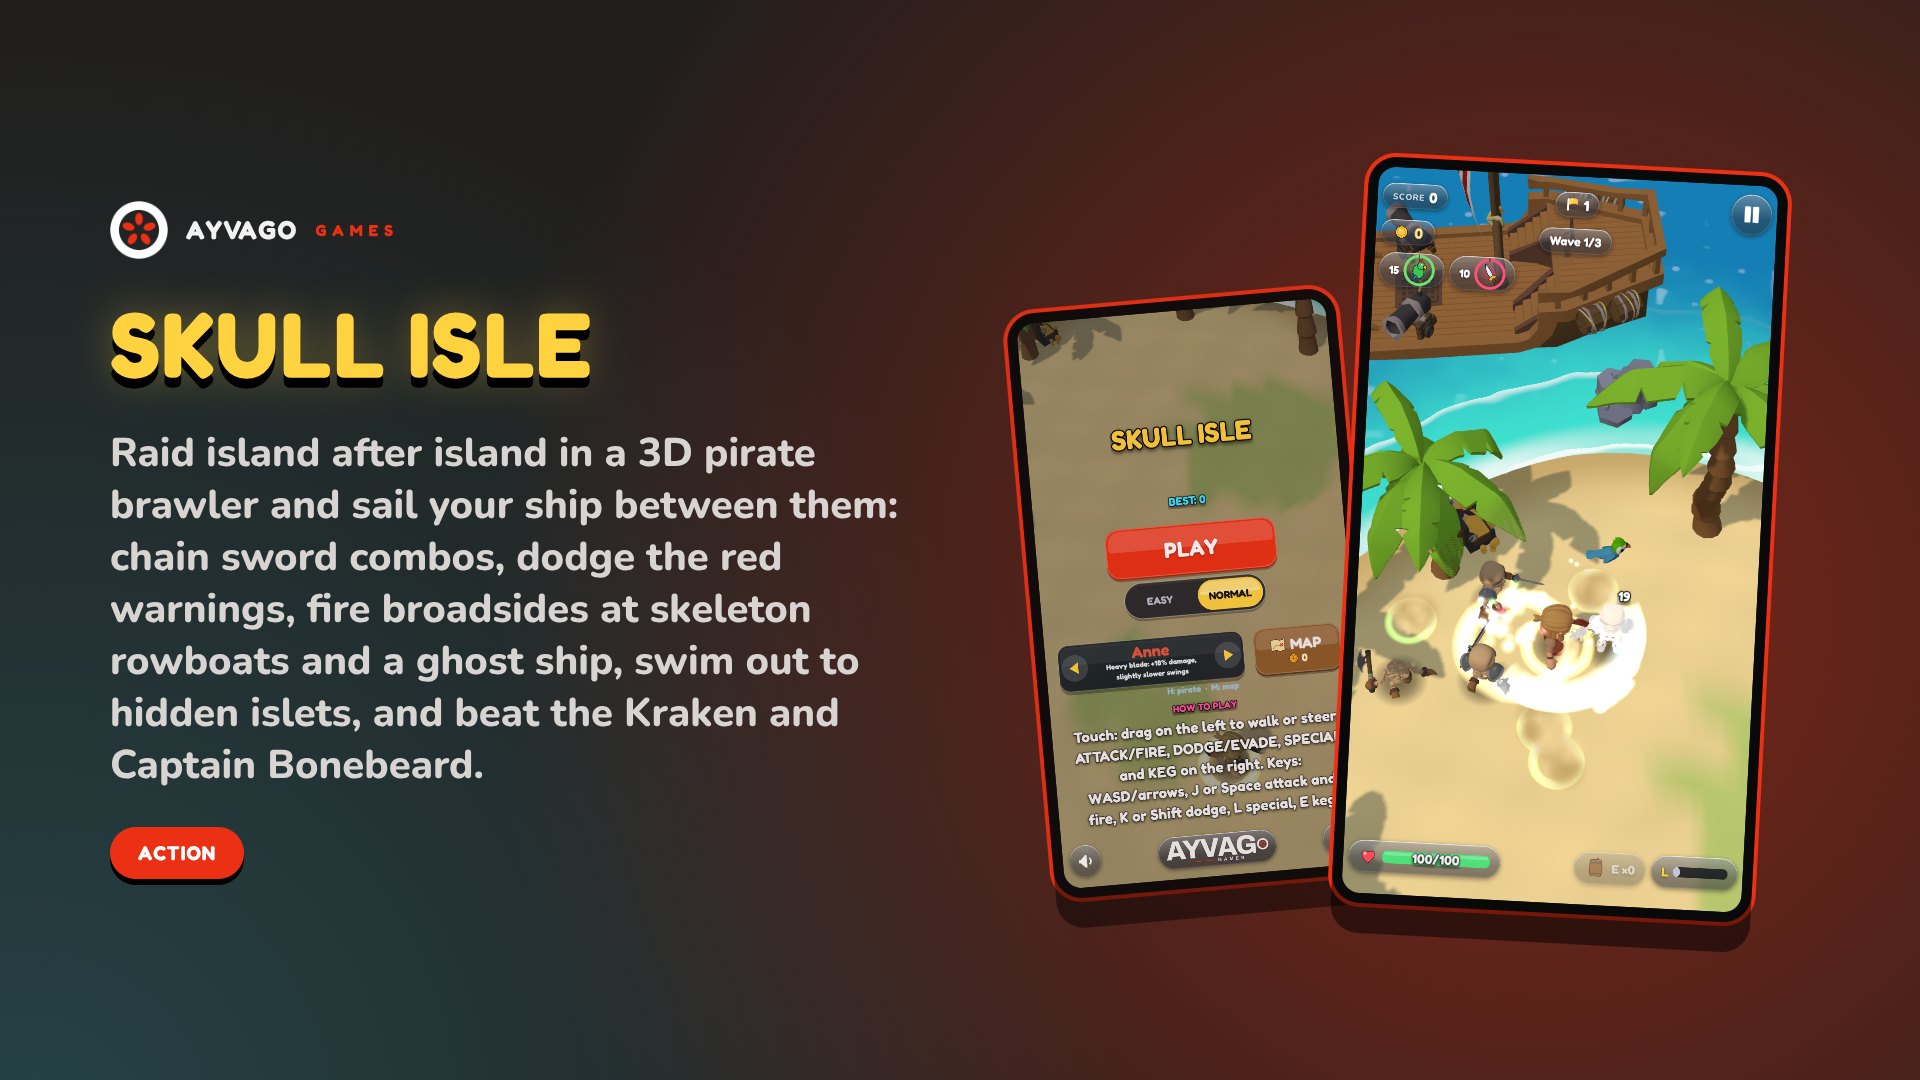 AYVAGO GAMES
SKULL ISLE
Raid island after island in a 3D pirate
brawler and sail your ship between them:
chain sword combos, dodge the red
warnings, fire broadsides at skeleton
rowboats and a ghost ship, swim out to
hidden islets, and beat the Kraken and
Captain Bonebeard.
ACTION
SKULL ISLE
BEST: 0
PLAY
EASY NORMAL
Anne
Heavy blade: +18% damage,
slightly slower swings
MAP
0
H: pirate · M: map
HOW TO PLAY
Touch: drag on the left to walk or steer
ATTACK/FIRE, DODGE/EVADE, SPECIAL
and KEG on the right. Keys:
WASD/arrows, J or Space attack and
fire, K or Shift dodge, L special, E keg
AYVAGO
GAMES
SCORE 0
1
0
Wave 1/3
15
10
19
100/100
E x0
L